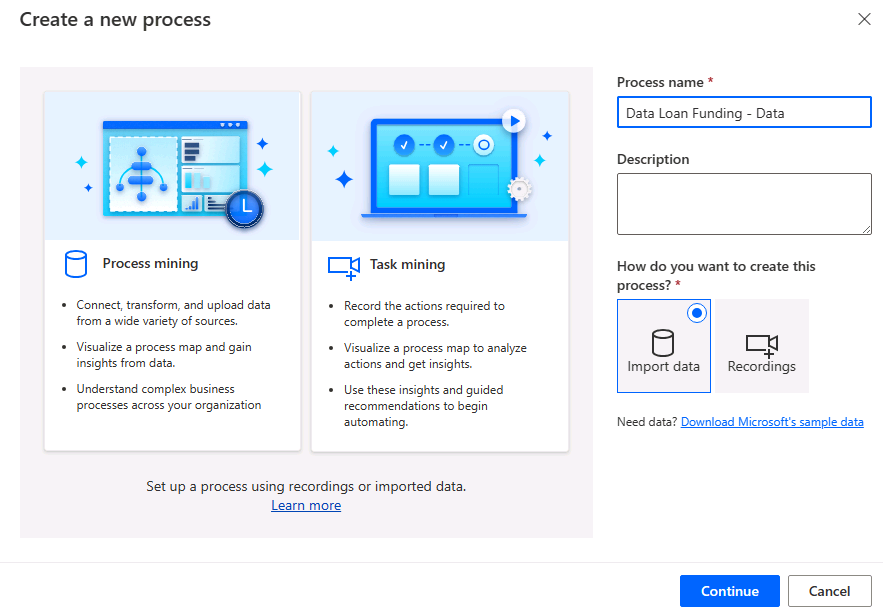 Create a new process
Process mining
• Connect, transform, and upload data
from a wide variety of sources.
• Visualize a process map and gain
insights from data.
• Understand complex business
processes across your organization
Task mining
• Record the actions required to
complete a process.
• Visualize a process map to analyze
actions and get insights.
• Use these insights and guided
recommendations to begin
automating.
Set up a process using recordings or imported data.
Learn more
Process name *
Data Loan Funding - Data
Description
How do you want to create this
process? *
Import data
Recordings
Need data? Download Microsoft's sample data
Continue
Cancel